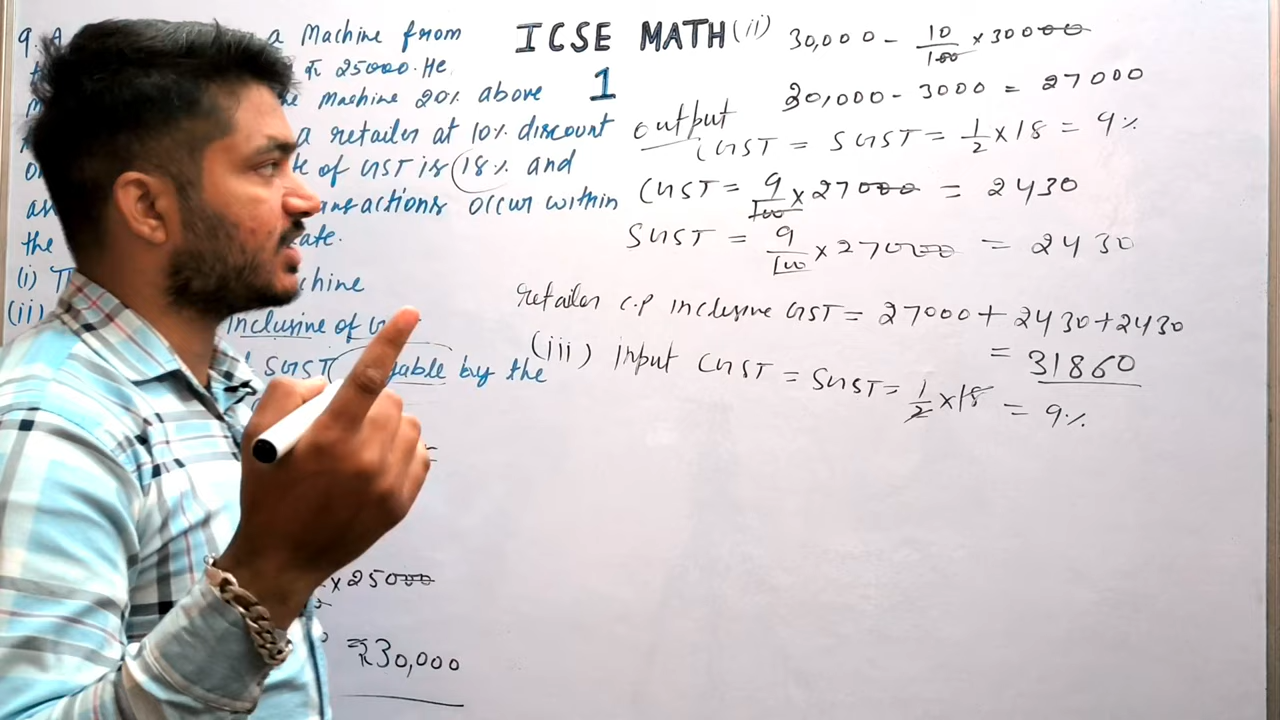 9. A a Machine from
₹ 25000. He
Machine 20% above
a retailer at 10% discount
of GST is 18% and
transactions occur within
the
(i) chine
(ii) inclusive of
SGST payable by the
x 25000
= ₹30,000
ICSE MATH
1
(ii) 30,000 - 10/100 x 30000
30,000 - 3000 = 27000
output
CGST = SGST = 1/2 x 18 = 9%
CGST = 9/100 x 27000 = 2430
SGST = 9/100 x 27000 = 2430
retailer C.P inclusive GST = 27000 + 2430 + 2430
= 31860
(iii) input CGST = SGST = 1/2 x 18 = 9%